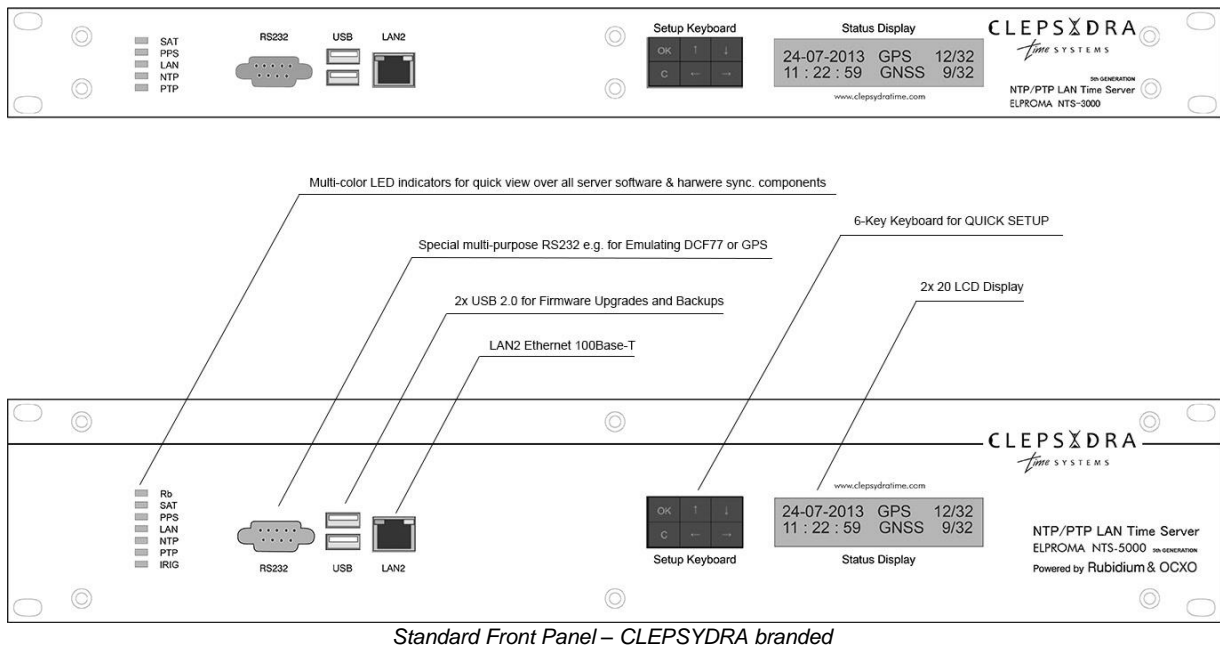 SAT
PPS
LAN
NTP
PTP
RS232
USB
LAN2
Setup Keyboard
OK ↑ ↓
C ← →
Status Display
24-07-2013 GPS 12/32
11 : 22 : 59 GNSS 9/32
www.clepsydratime.com
CLEPSYDRA
Time SYSTEMS
5th GENERATION
NTP/PTP LAN Time Server
ELPROMA NTS-3000
Multi-color LED indicators for quick view over all server software & harwere sync. components
6-Key Keyboard for QUICK SETUP
Special multi-purpose RS232 e.g. for Emulating DCF77 or GPS
2x 20 LCD Display
2x USB 2.0 for Firmware Upgrades and Backups
LAN2 Ethernet 100Base-T
CLEPSYDRA
Time SYSTEMS
Rb
SAT
PPS
LAN
NTP
PTP
IRIG
RS232
USB
LAN2
OK ↑ ↓
C ← →
Setup Keyboard
www.clepsydratime.com
24-07-2013 GPS 12/32
11 : 22 : 59 GNSS 9/32
Status Display
NTP/PTP LAN Time Server
ELPROMA NTS-5000 5th GENERATION
Powered by Rubidium & OCXO
Standard Front Panel – CLEPSYDRA branded